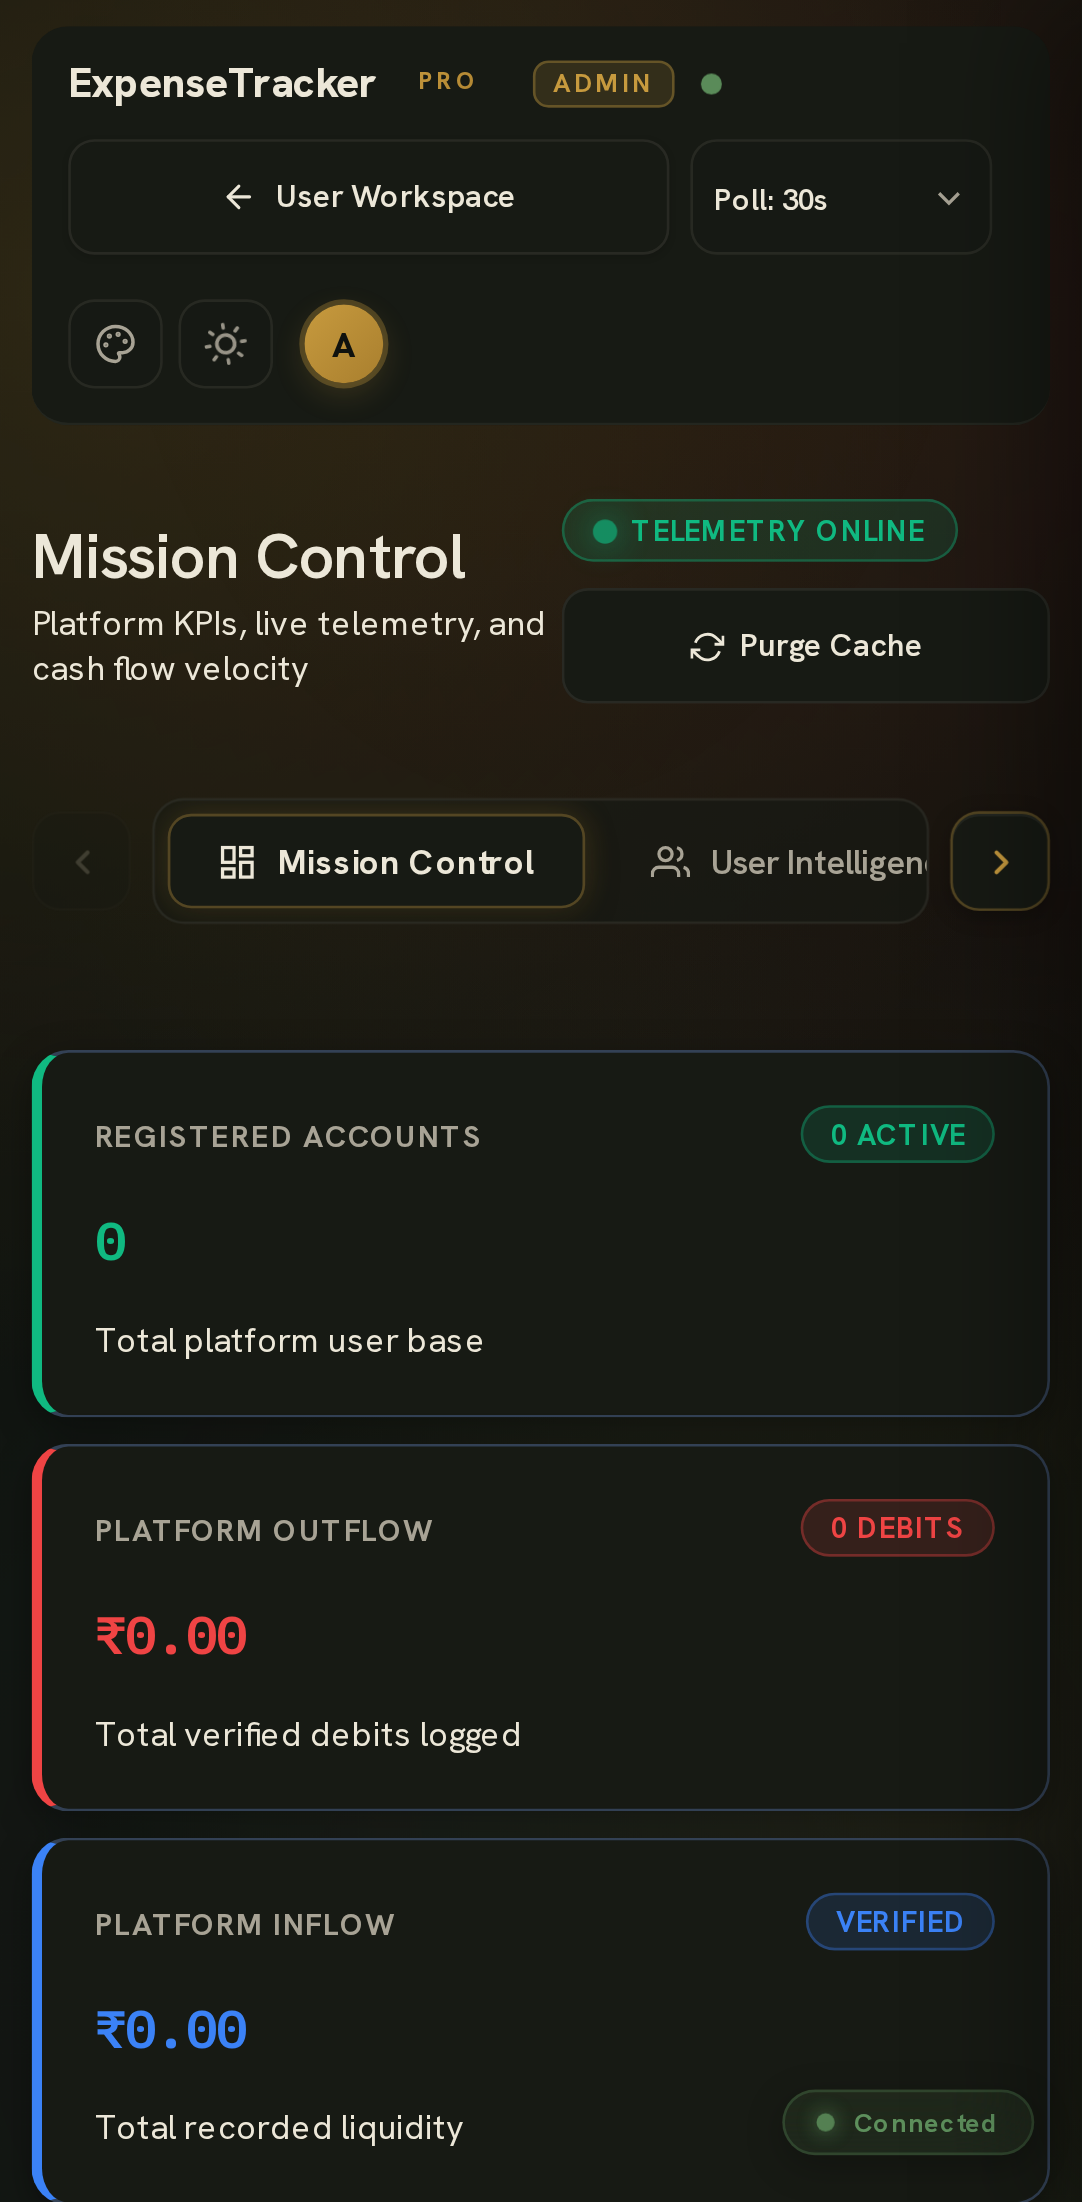 ExpenseTracker PRO ADMIN
User Workspace
Poll: 30s
A
Mission Control
Platform KPIs, live telemetry, and
cash flow velocity
TELEMETRY ONLINE
Purge Cache
Mission Control
User Intelligen
REGISTERED ACCOUNTS
0 ACTIVE
0
Total platform user base
PLATFORM OUTFLOW
0 DEBITS
₹0.00
Total verified debits logged
PLATFORM INFLOW
VERIFIED
₹0.00
Total recorded liquidity
Connected